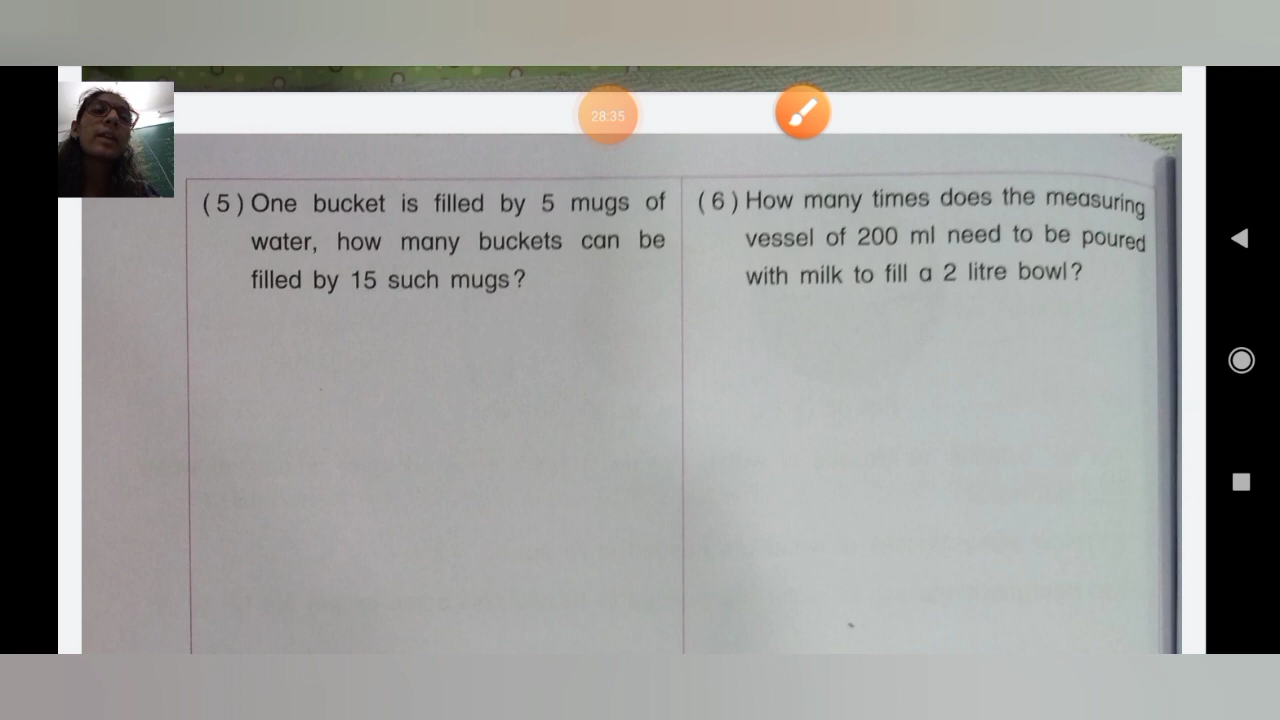 28:35
(5) One bucket is filled by 5 mugs of
water, how many buckets can be
filled by 15 such mugs?
(6) How many times does the measuring
vessel of 200 ml need to be poured
with milk to fill a 2 litre bowl?